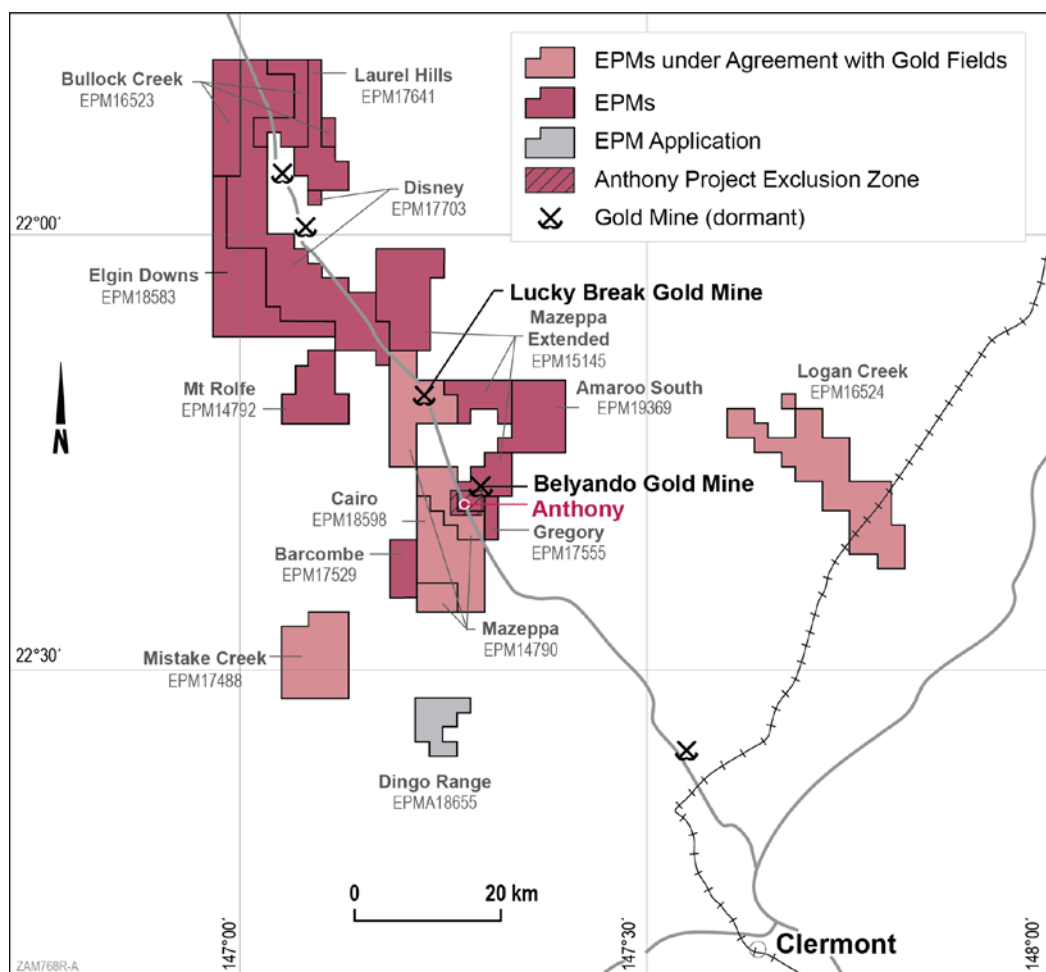 EPMs under Agreement with Gold Fields
EPMs
EPM Application
Anthony Project Exclusion Zone
Gold Mine (dormant)
Bullock Creek
EPM16523
Laurel Hills
EPM17641
Disney
EPM17703
22°00´
Elgin Downs
EPM18583
Lucky Break Gold Mine
Mazeppa
Extended
EPM15145
Mt Rolfe
EPM14792
Amaroo South
EPM19369
Logan Creek
EPM16524
N
Belyando Gold Mine
Anthony
Cairo
EPM18598
Gregory
EPM17555
Barcombe
EPM17529
Mazeppa
EPM14790
22°30´
Mistake Creek
EPM17488
Dingo Range
EPMA18655
0 20 km
147°00´
147°30´
148°00´
Clermont
ZAM768R-A